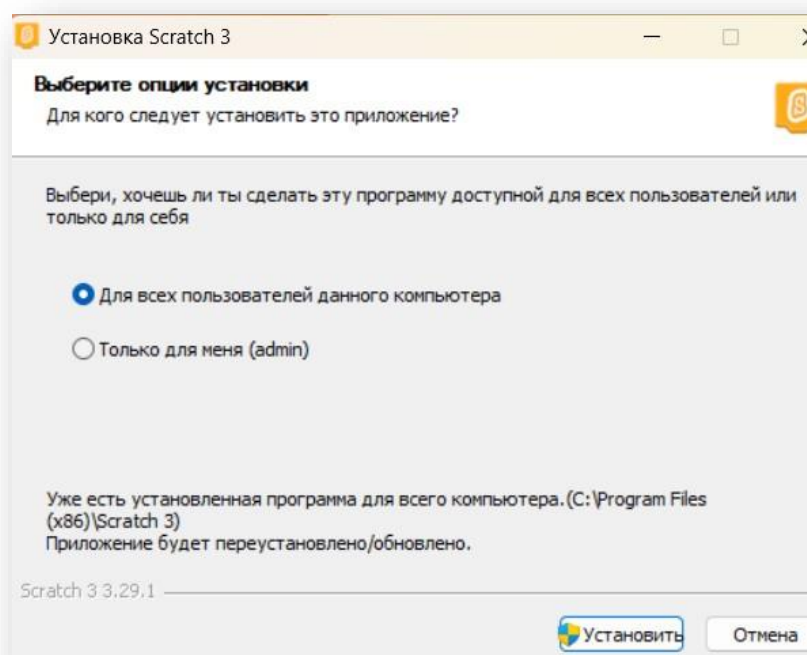 Установка Scratch 3
Выберите опции установки
Для кого следует установить это приложение?
Выбери, хочешь ли ты сделать эту программу доступной для всех пользователей или
только для себя
Для всех пользователей данного компьютера
Только для меня (admin)
Уже есть установленная программа для всего компьютера.(C:\Program Files
(x86)\Scratch 3)
Приложение будет переустановлено/обновлено.
Scratch 3 3.29.1
Установить Отмена